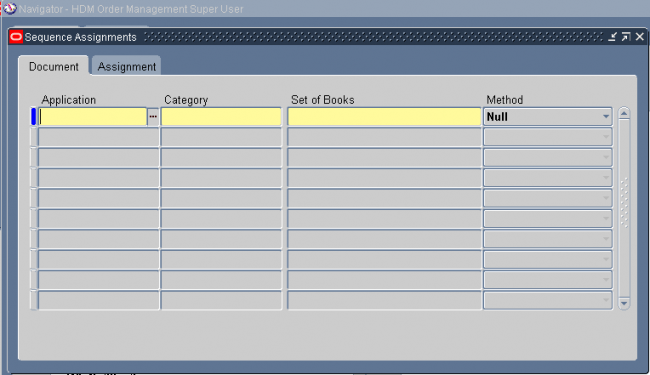 Navigator - HDM Order Management Super User
Sequence Assignments
Document Assignment
Application Category Set of Books Method
... Null